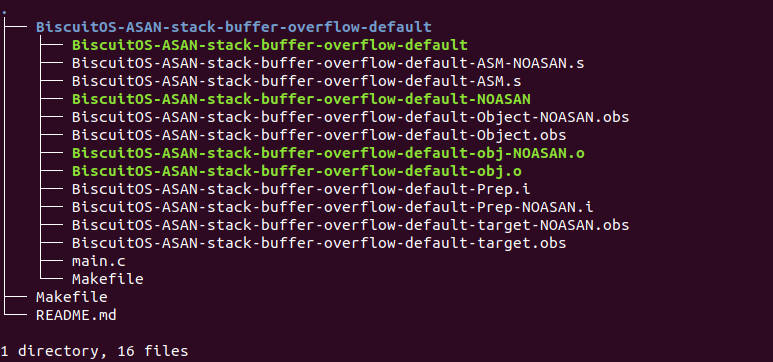 .
├── BiscuitOS-ASAN-stack-buffer-overflow-default
│   ├── BiscuitOS-ASAN-stack-buffer-overflow-default
│   ├── BiscuitOS-ASAN-stack-buffer-overflow-default-ASM-NOASAN.s
│   ├── BiscuitOS-ASAN-stack-buffer-overflow-default-ASM.s
│   ├── BiscuitOS-ASAN-stack-buffer-overflow-default-NOASAN
│   ├── BiscuitOS-ASAN-stack-buffer-overflow-default-Object-NOASAN.obs
│   ├── BiscuitOS-ASAN-stack-buffer-overflow-default-Object.obs
│   ├── BiscuitOS-ASAN-stack-buffer-overflow-default-obj-NOASAN.o
│   ├── BiscuitOS-ASAN-stack-buffer-overflow-default-obj.o
│   ├── BiscuitOS-ASAN-stack-buffer-overflow-default-Prep.i
│   ├── BiscuitOS-ASAN-stack-buffer-overflow-default-Prep-NOASAN.i
│   ├── BiscuitOS-ASAN-stack-buffer-overflow-default-target-NOASAN.obs
│   ├── BiscuitOS-ASAN-stack-buffer-overflow-default-target.obs
│   ├── main.c
│   └── Makefile
├── Makefile
└── README.md
1 directory, 16 files